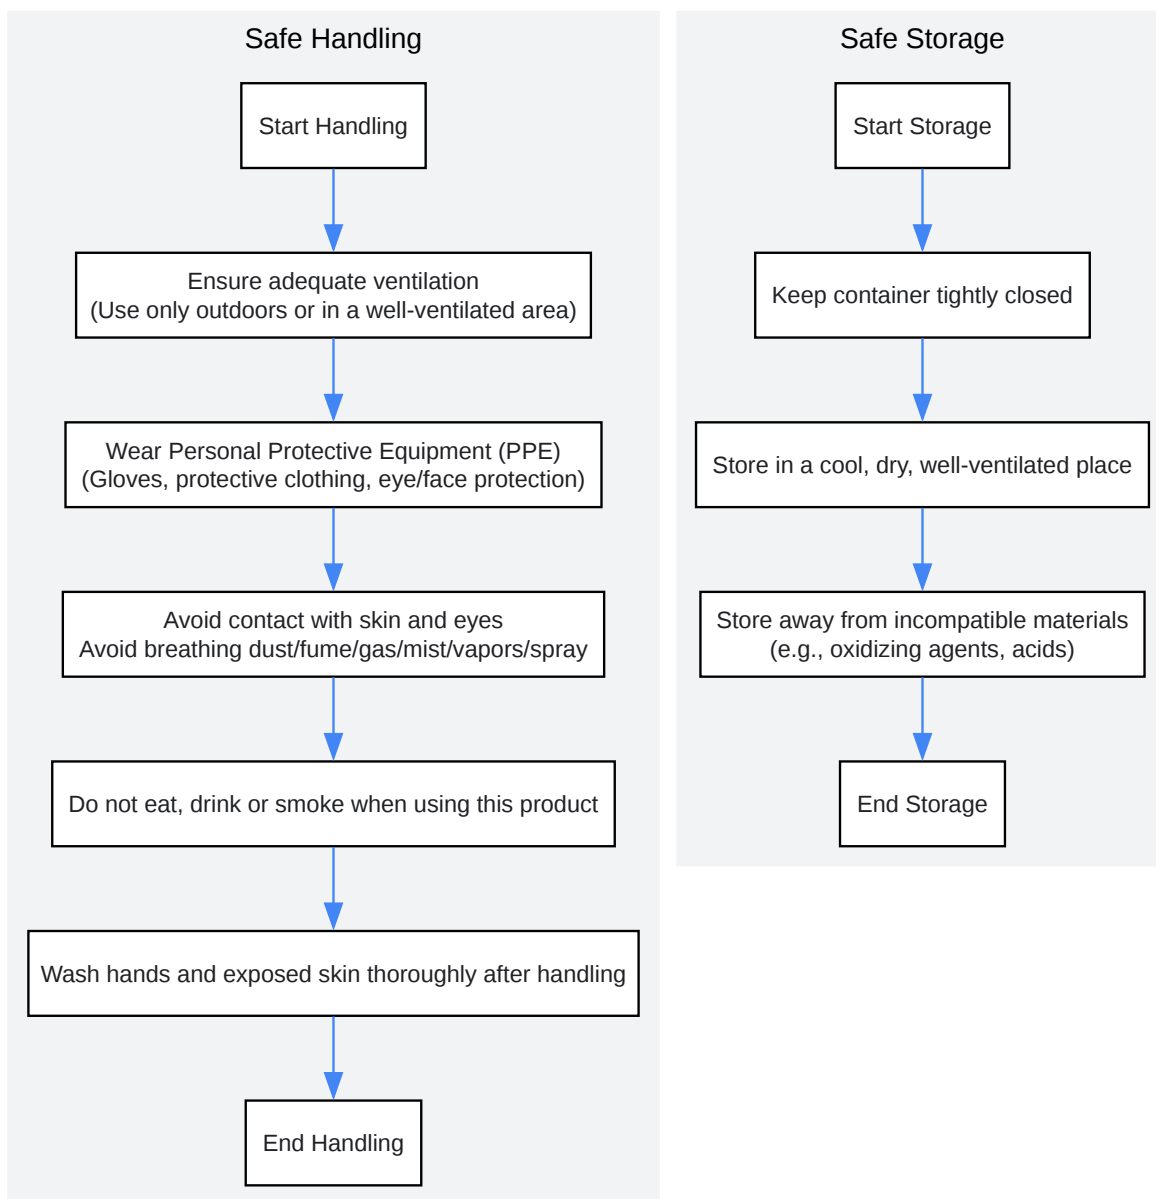 Safe Handling
Start Handling
Ensure adequate ventilation
(Use only outdoors or in a well-ventilated area)
Wear Personal Protective Equipment (PPE)
(Gloves, protective clothing, eye/face protection)
Avoid contact with skin and eyes
Avoid breathing dust/fume/gas/mist/vapors/spray
Do not eat, drink or smoke when using this product
Wash hands and exposed skin thoroughly after handling
End Handling
Safe Storage
Start Storage
Keep container tightly closed
Store in a cool, dry, well-ventilated place
Store away from incompatible materials
(e.g., oxidizing agents, acids)
End Storage